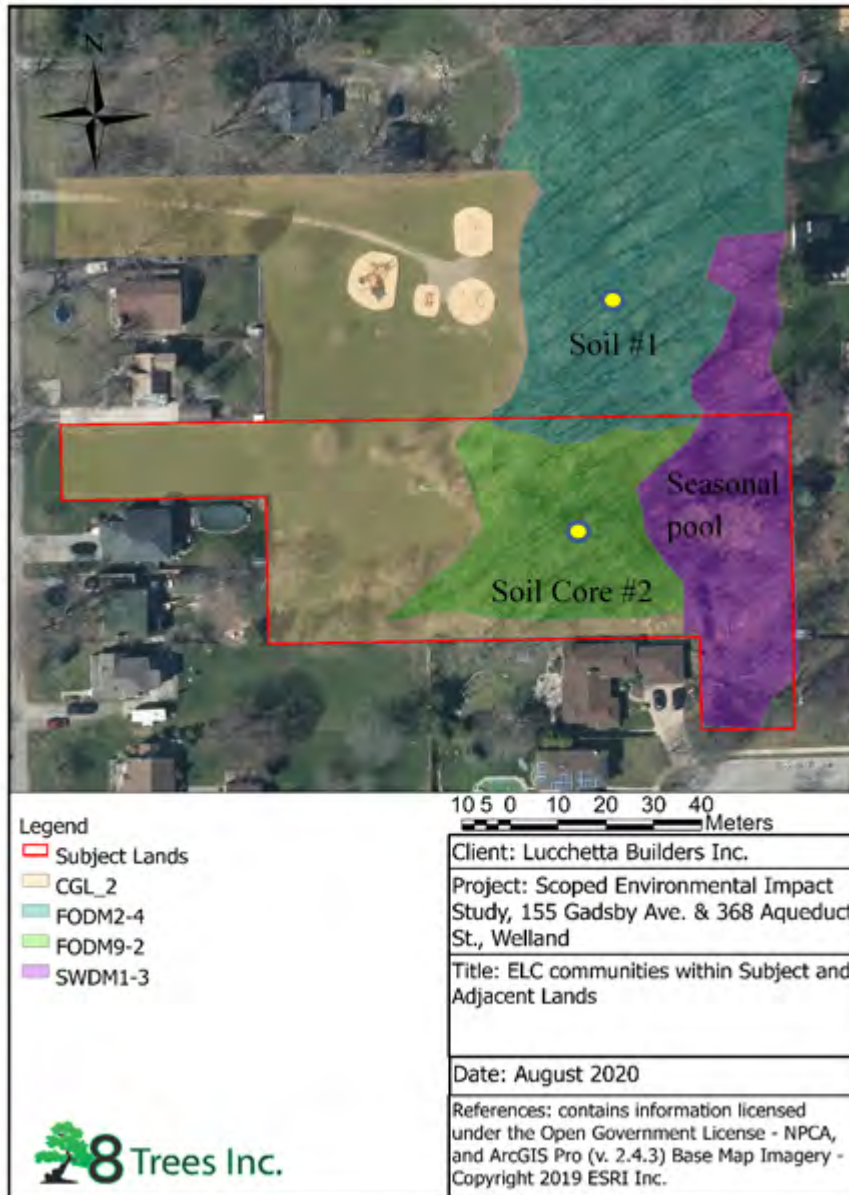 N
Soil #1
Seasonal
pool
Soil Core #2
Legend
Subject Lands
CGL_2
FODM2-4
FODM9-2
SWDM1-3
10 5 0 10 20 30 40
Meters
Client: Lucchetta Builders Inc.
Project: Scoped Environmental Impact
Study, 155 Gadsby Ave. & 368 Aqueduct
St., Welland
Title: ELC communities within Subject and
Adjacent Lands
Date: August 2020
References: contains information licensed
under the Open Government License - NPCA,
and ArcGIS Pro (v. 2.4.3) Base Map Imagery -
Copyright 2019 ESRI Inc.
8 Trees Inc.